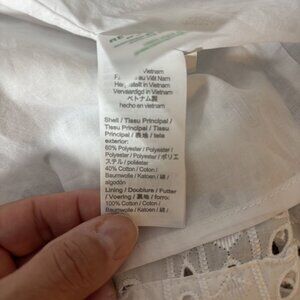 Vietnam
au Việt Nam
in Vietnam
Vervaardigd in Vietnam
ベトナム製
hecho en vietnam
Shell / Tissu Principal /
Tissu Principal / Tissu
Principal / 表地 / tela
exterior:
60% Polyester / Polyester /
Polyester / Polyester / ポリエ
ステル / poliéster
40% Cotton / Coton /
Baumwolle / Katoen / 綿 /
algodón
Lining / Doublure / Futter
/ Voering / 裏地 / forro:
100% Cotton / Coton /
Baumwolle / Katoen / 綿 /